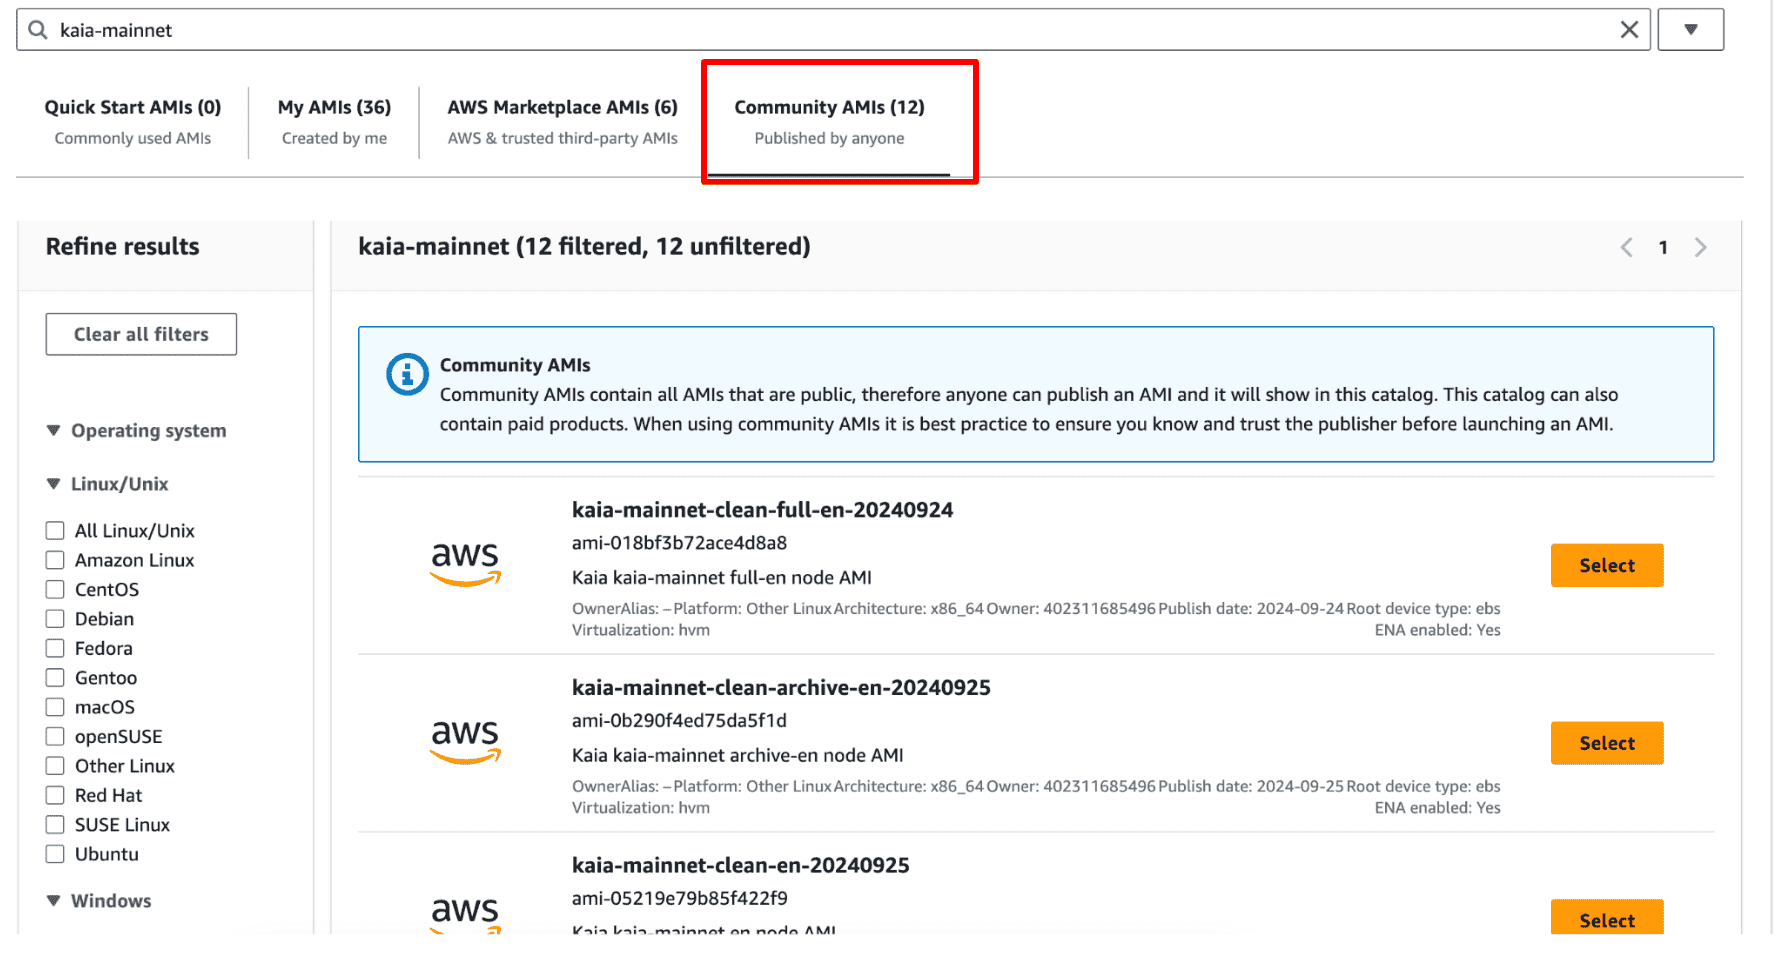 kaia-mainnet
Quick Start AMIs (0)
Commonly used AMIs
My AMIs (36)
Created by me
AWS Marketplace AMIs (6)
AWS & trusted third-party AMIs
Community AMIs (12)
Published by anyone
Refine results
Clear all filters
Operating system
Linux/Unix
All Linux/Unix
Amazon Linux
CentOS
Debian
Fedora
Gentoo
macOS
openSUSE
Other Linux
Red Hat
SUSE Linux
Ubuntu
Windows
kaia-mainnet (12 filtered, 12 unfiltered)
1
Community AMIs
Community AMIs contain all AMIs that are public, therefore anyone can publish an AMI and it will show in this catalog. This catalog can also
contain paid products. When using community AMIs it is best practice to ensure you know and trust the publisher before launching an AMI.
aws
kaia-mainnet-clean-full-en-20240924
ami-018bf3b72ace4d8a8
Kaia kaia-mainnet full-en node AMI
OwnerAlias: – Platform: Other Linux Architecture: x86_64 Owner: 402311685496 Publish date: 2024-09-24 Root device type: ebs
Virtualization: hvm ENA enabled: Yes
Select
aws
kaia-mainnet-clean-archive-en-20240925
ami-0b290f4ed75da5f1d
Kaia kaia-mainnet archive-en node AMI
OwnerAlias: – Platform: Other Linux Architecture: x86_64 Owner: 402311685496 Publish date: 2024-09-25 Root device type: ebs
Virtualization: hvm ENA enabled: Yes
Select
aws
kaia-mainnet-clean-en-20240925
ami-05219e79b85f422f9
Kaia kaia-mainnet en node AMI
Select